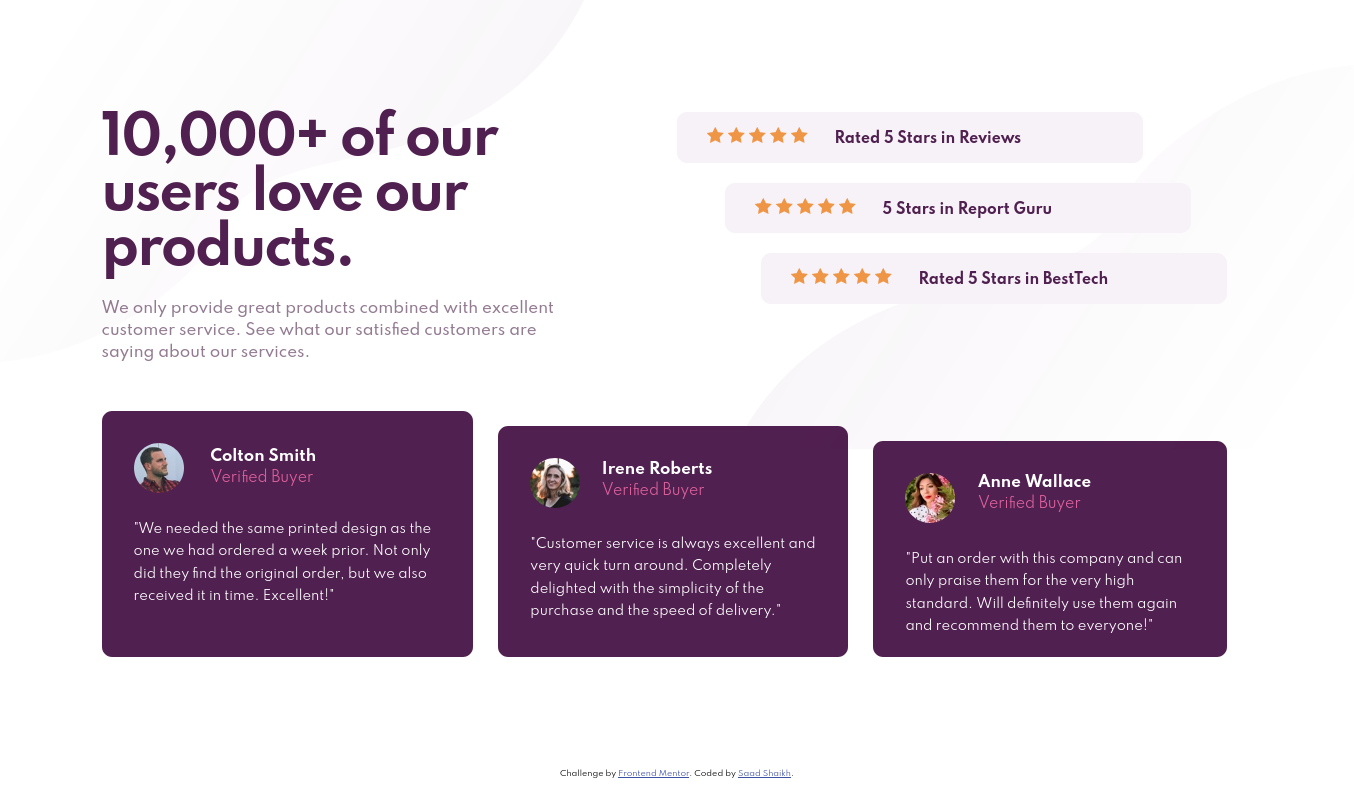 10,000+ of our
users love our
products.
We only provide great products combined with excellent
customer service. See what our satisfied customers are
saying about our services.
Rated 5 Stars in Reviews
5 Stars in Report Guru
Rated 5 Stars in BestTech
Colton Smith
Verified Buyer
"We needed the same printed design as the
one we had ordered a week prior. Not only
did they find the original order, but we also
received it in time. Excellent!"
Irene Roberts
Verified Buyer
"Customer service is always excellent and
very quick turn around. Completely
delighted with the simplicity of the
purchase and the speed of delivery."
Anne Wallace
Verified Buyer
"Put an order with this company and can
only praise them for the very high
standard. Will definitely use them again
and recommend them to everyone!"
Challenge by Frontend Mentor. Coded by Saad Shaikh.